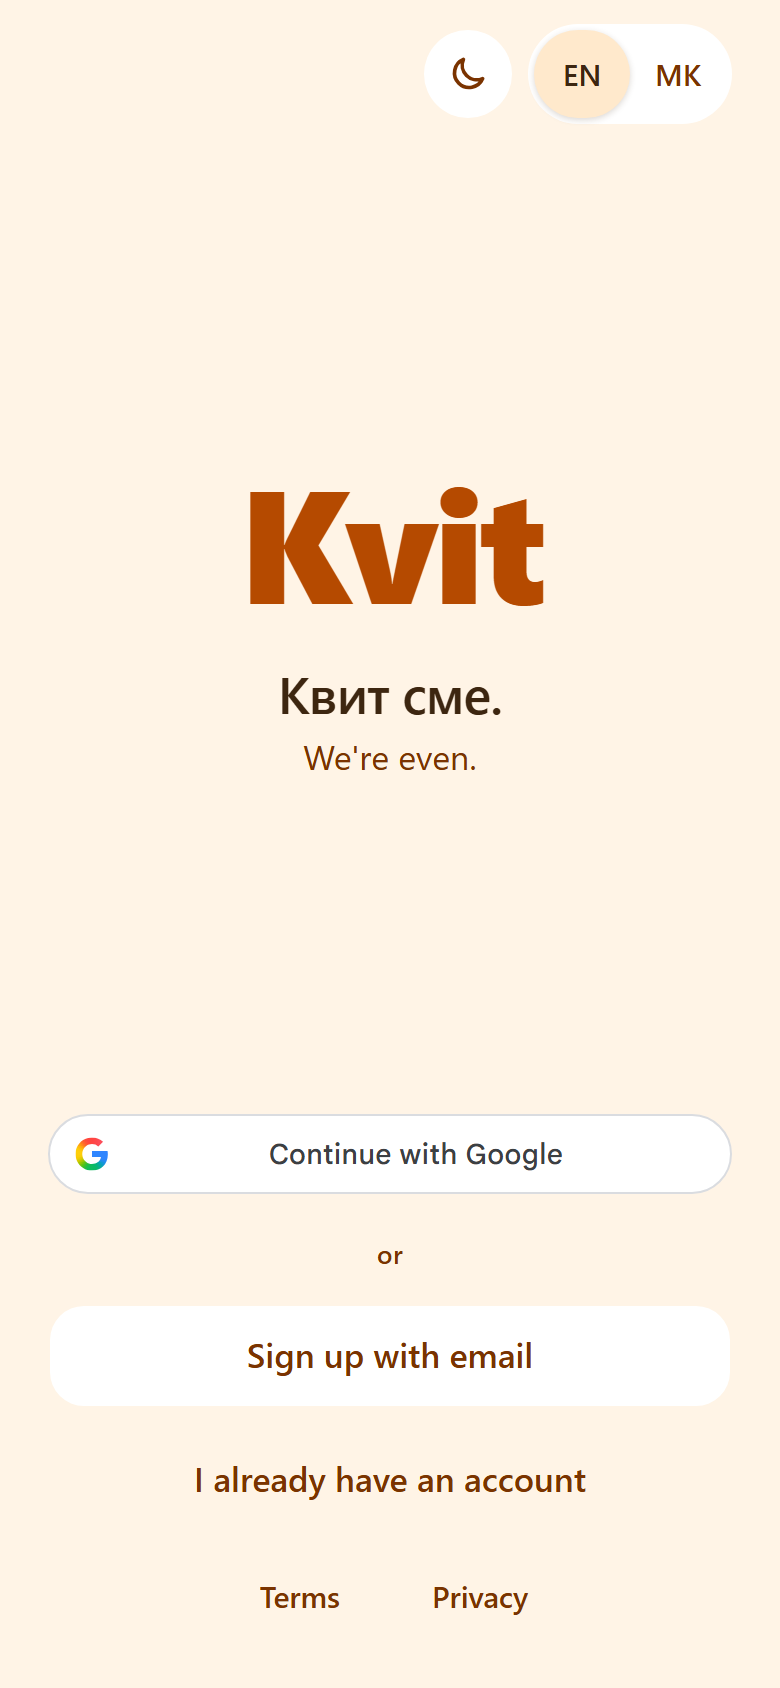 EN MK
Kvit
Квит сме.
We're even.
Continue with Google
or
Sign up with email
I already have an account
Terms Privacy